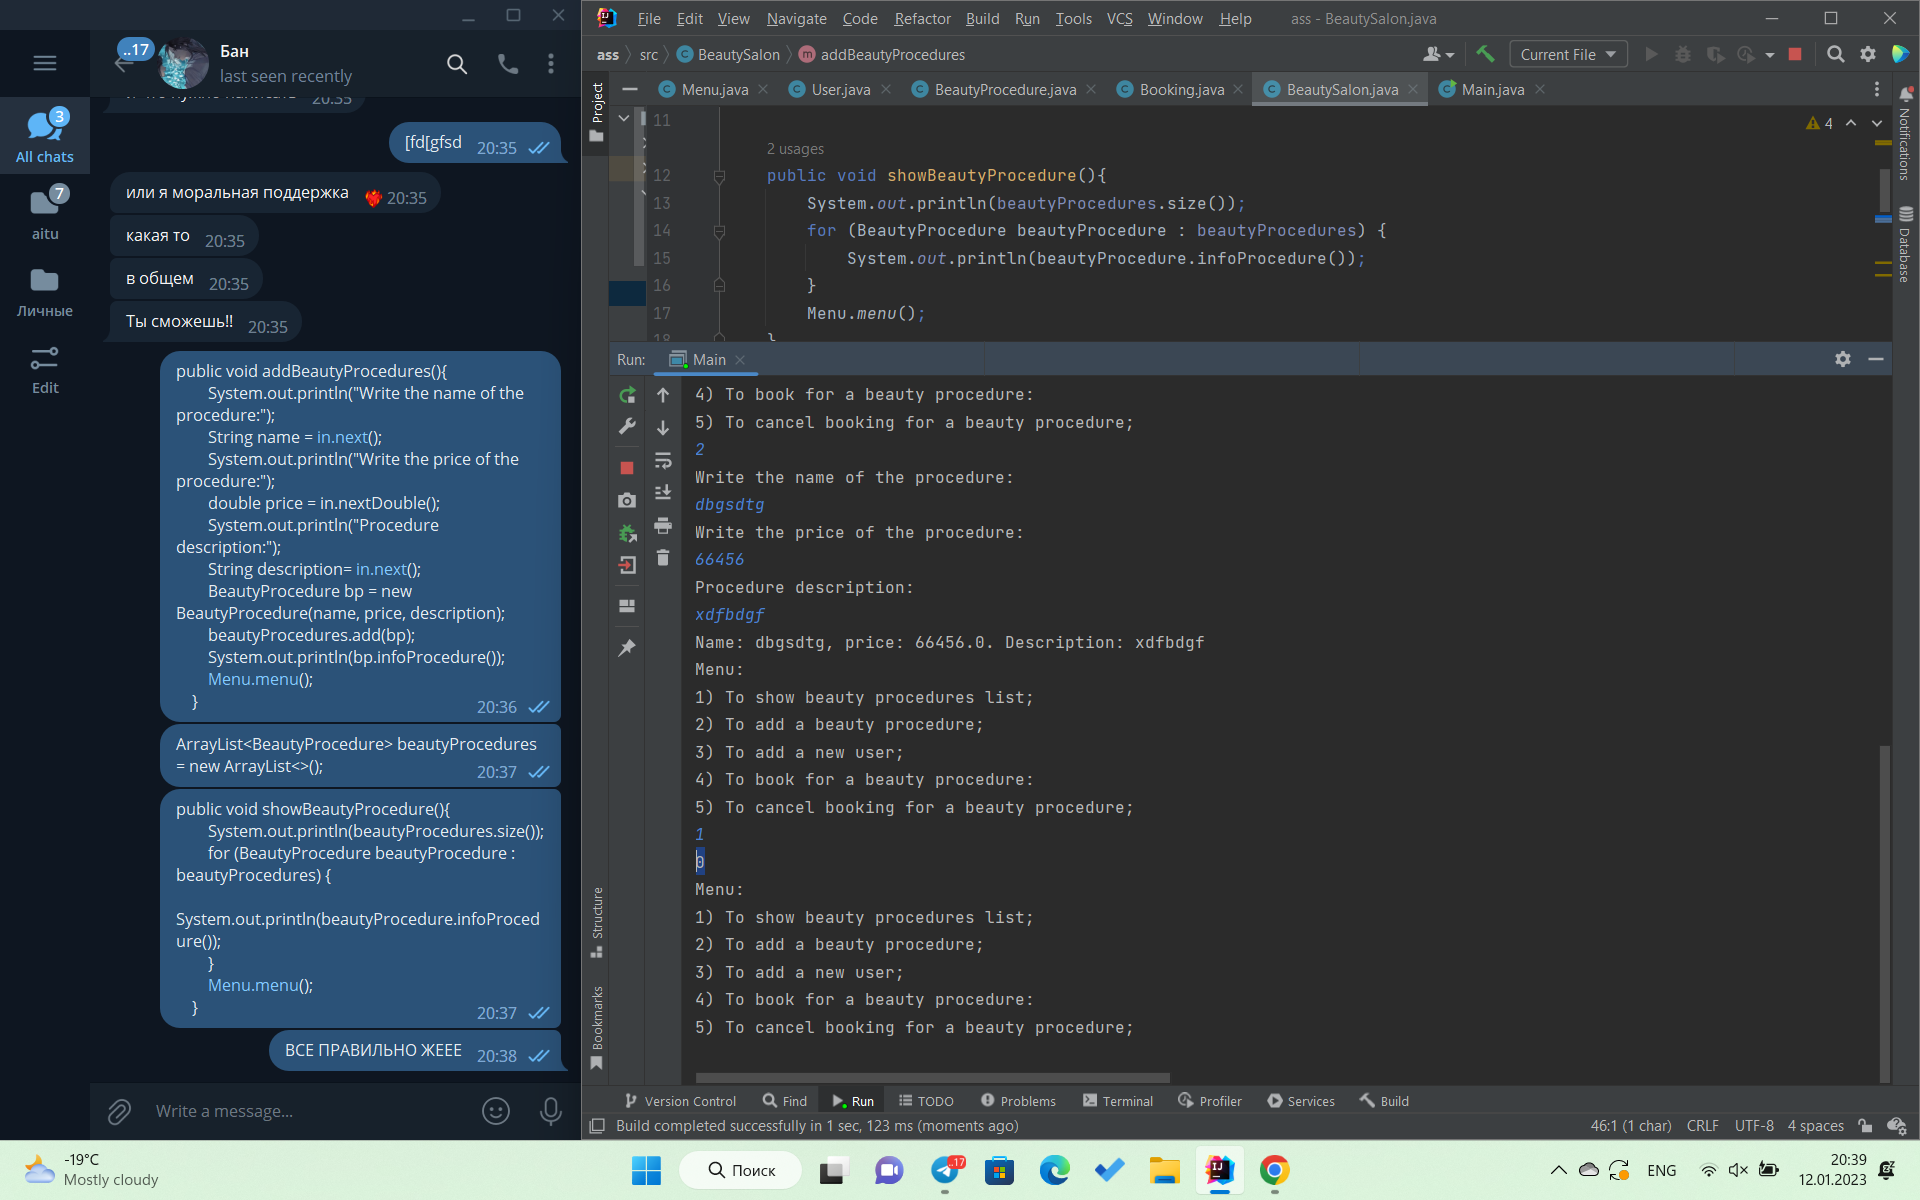 Бан
last seen recently
..17
All chats
3
aitu
7
Личные
Edit
20:35
[fd[gfsd 20:35
или я моральная поддержка 20:35
какая то 20:35
в общем 20:35
Ты сможешь!! 20:35
public void addBeautyProcedures(){
System.out.println("Write the name of the
procedure:");
String name = in.next();
System.out.println("Write the price of the
procedure:");
double price = in.nextDouble();
System.out.println("Procedure
description:");
String description= in.next();
BeautyProcedure bp = new
BeautyProcedure(name, price, description);
beautyProcedures.add(bp);
System.out.println(bp.infoProcedure());
Menu.menu();
}
20:36
ArrayList<BeautyProcedure> beautyProcedures
= new ArrayList<>();
20:37
public void showBeautyProcedure(){
System.out.println(beautyProcedures.size());
for (BeautyProcedure beautyProcedure :
beautyProcedures) {
System.out.println(beautyProcedure.infoProced
ure());
}
Menu.menu();
}
20:37
ВСЕ ПРАВИЛЬНО ЖЕЕЕ 20:38
Write a message...
File Edit View Navigate Code Refactor Build Run Tools VCS Window Help ass - BeautySalon.java
ass src BeautySalon addBeautyProcedures
Current File
Project
Menu.java User.java BeautyProcedure.java Booking.java BeautySalon.java Main.java
11
4
2 usages
12 public void showBeautyProcedure(){
13 System.out.println(beautyProcedures.size());
14 for (BeautyProcedure beautyProcedure : beautyProcedures) {
15 System.out.println(beautyProcedure.infoProcedure());
16 }
17 Menu.menu();
18 }
Notifications
Database
Run: Main
4) To book for a beauty procedure:
5) To cancel booking for a beauty procedure;
2
Write the name of the procedure:
dbgsdtg
Write the price of the procedure:
66456
Procedure description:
xdfbdgf
Name: dbgsdtg, price: 66456.0. Description: xdfbdgf
Menu:
1) To show beauty procedures list;
2) To add a beauty procedure;
3) To add a new user;
4) To book for a beauty procedure:
5) To cancel booking for a beauty procedure;
1
0
Menu:
1) To show beauty procedures list;
2) To add a beauty procedure;
3) To add a new user;
4) To book for a beauty procedure:
5) To cancel booking for a beauty procedure;
Structure
Bookmarks
Version Control Find Run TODO Problems Terminal Profiler Services Build
Build completed successfully in 1 sec, 123 ms (moments ago)
46:1 (1 char) CRLF UTF-8 4 spaces
-19°C
Mostly cloudy
Поиск
..17
ENG
20:39
12.01.2023